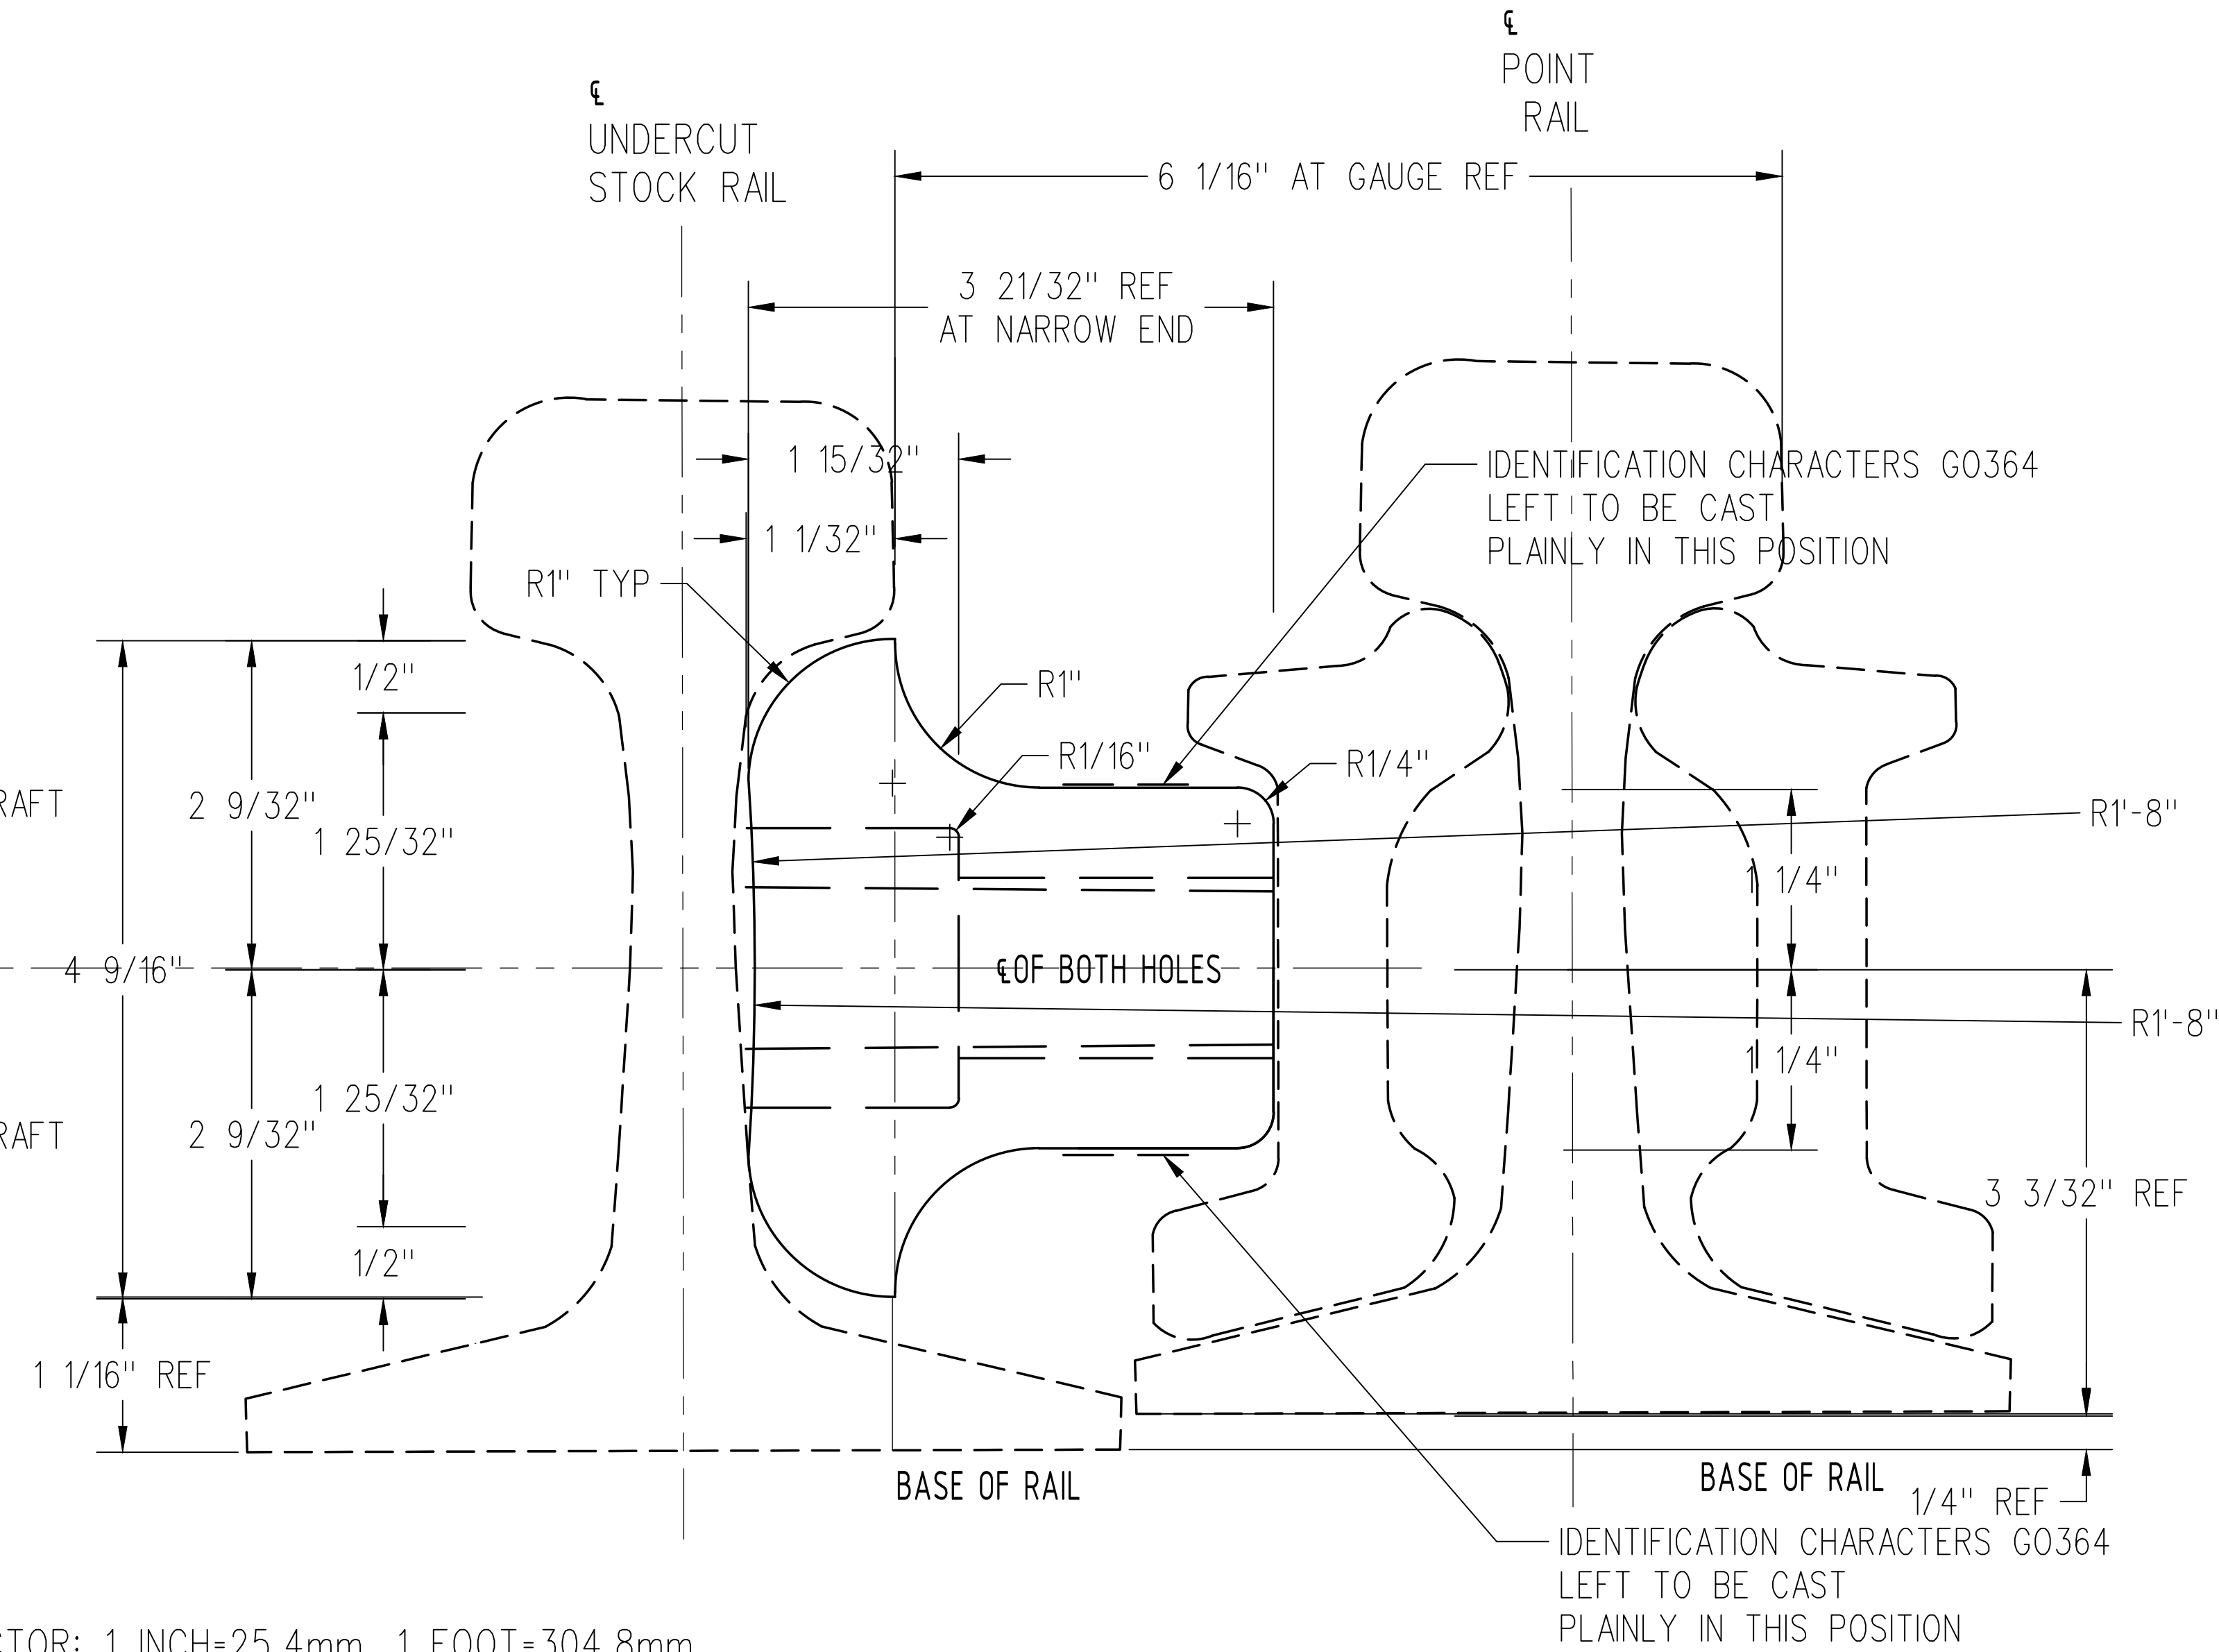 ℄
POINT
RAIL
℄
UNDERCUT
STOCK RAIL
6 1/16" AT GAUGE REF
3 21/32" REF
AT NARROW END
1 15/32"
IDENTIFICATION CHARACTERS GO364
LEFT TO BE CAST
PLAINLY IN THIS POSITION
1 1/32"
R1" TYP
1/2"
R1"
R1/16"
R1/4"
RAFT
2 9/32"
1 25/32"
R1'-8"
1 1/4"
4 9/16"
℄ OF BOTH HOLES
R1'-8"
1 1/4"
1 25/32"
RAFT
2 9/32"
3 3/32" REF
1/2"
1 1/16" REF
BASE OF RAIL
BASE OF RAIL
1/4" REF
IDENTIFICATION CHARACTERS GO364
LEFT TO BE CAST
PLAINLY IN THIS POSITION
CTOR: 1 INCH=25.4mm, 1 FOOT=304.8mm